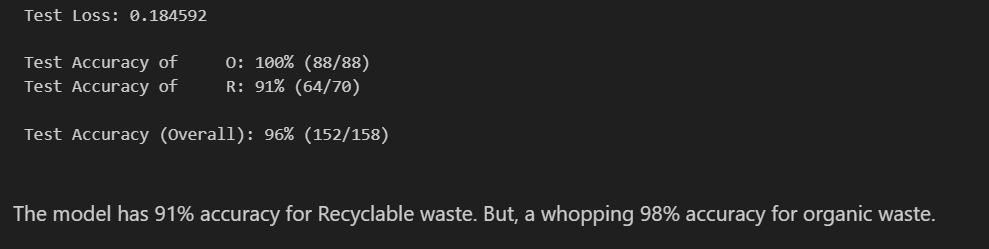 Test Loss: 0.184592
Test Accuracy of     O: 100% (88/88)
Test Accuracy of     R: 91% (64/70)
Test Accuracy (Overall): 96% (152/158)
The model has 91% accuracy for Recyclable waste. But, a whopping 98% accuracy for organic waste.